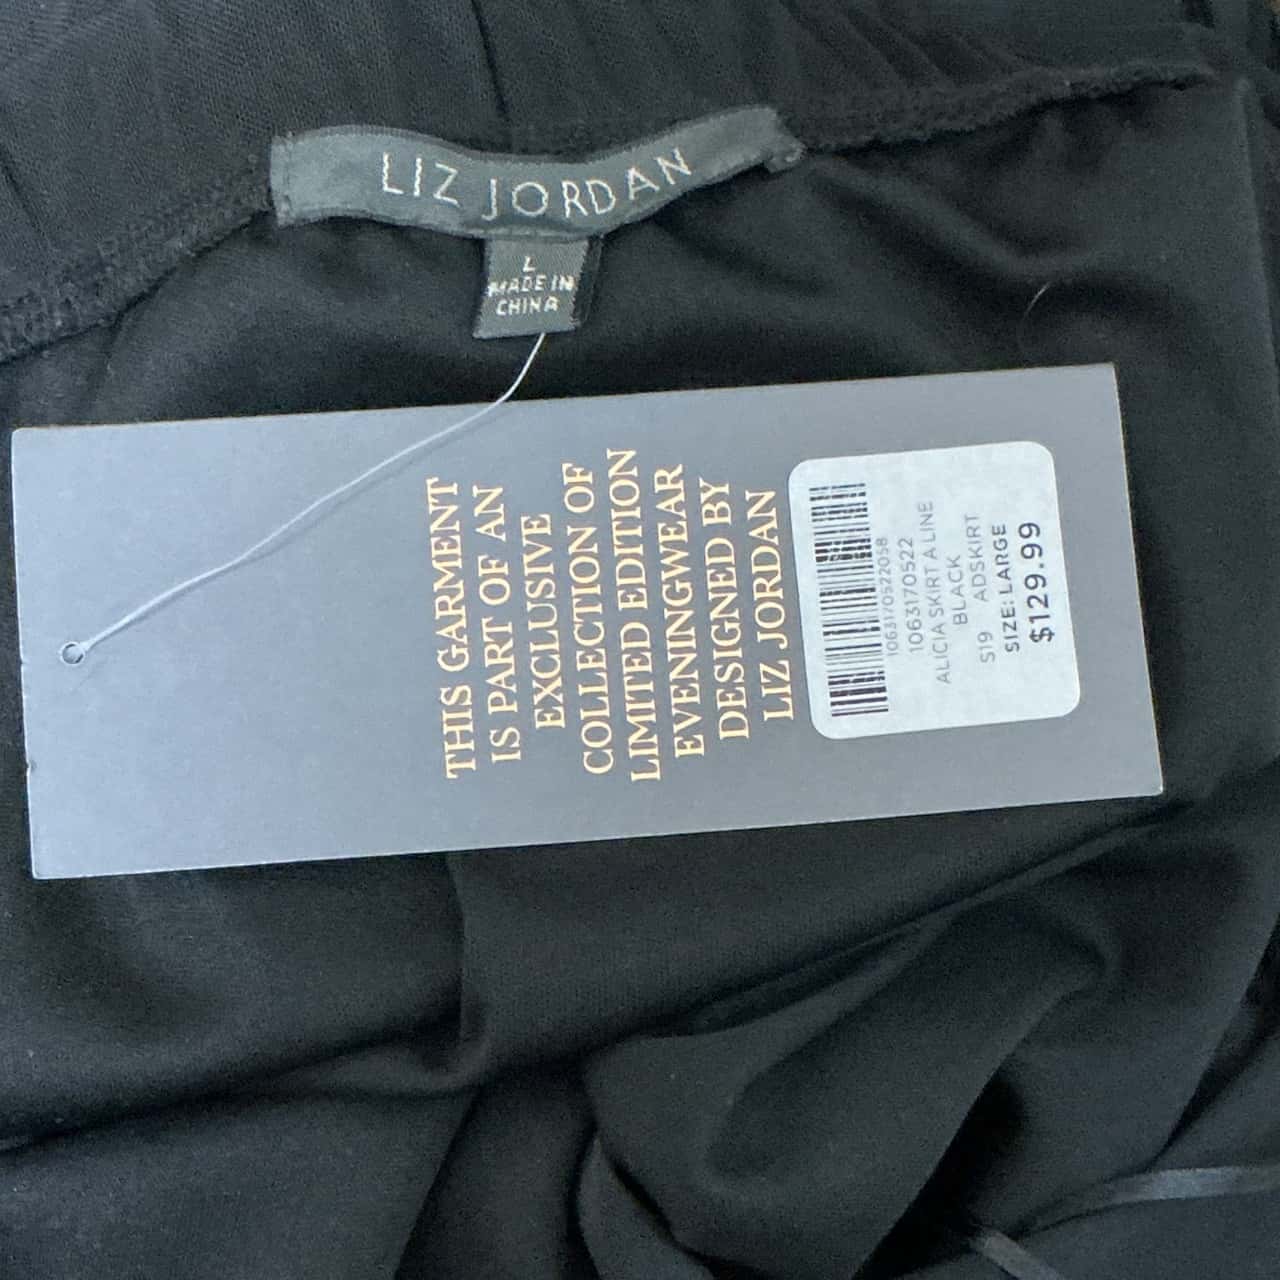 LIZ JORDAN
L
MADE IN
CHINA
THIS GARMENT
IS PART OF AN
EXCLUSIVE
COLLECTION OF
LIMITED EDITION
EVENINGWEAR
DESIGNED BY
LIZ JORDAN
1063170522058
1063170522
ALICIA SKIRT A LINE
BLACK
S19 ADSKIRT
SIZE: LARGE
$129.99